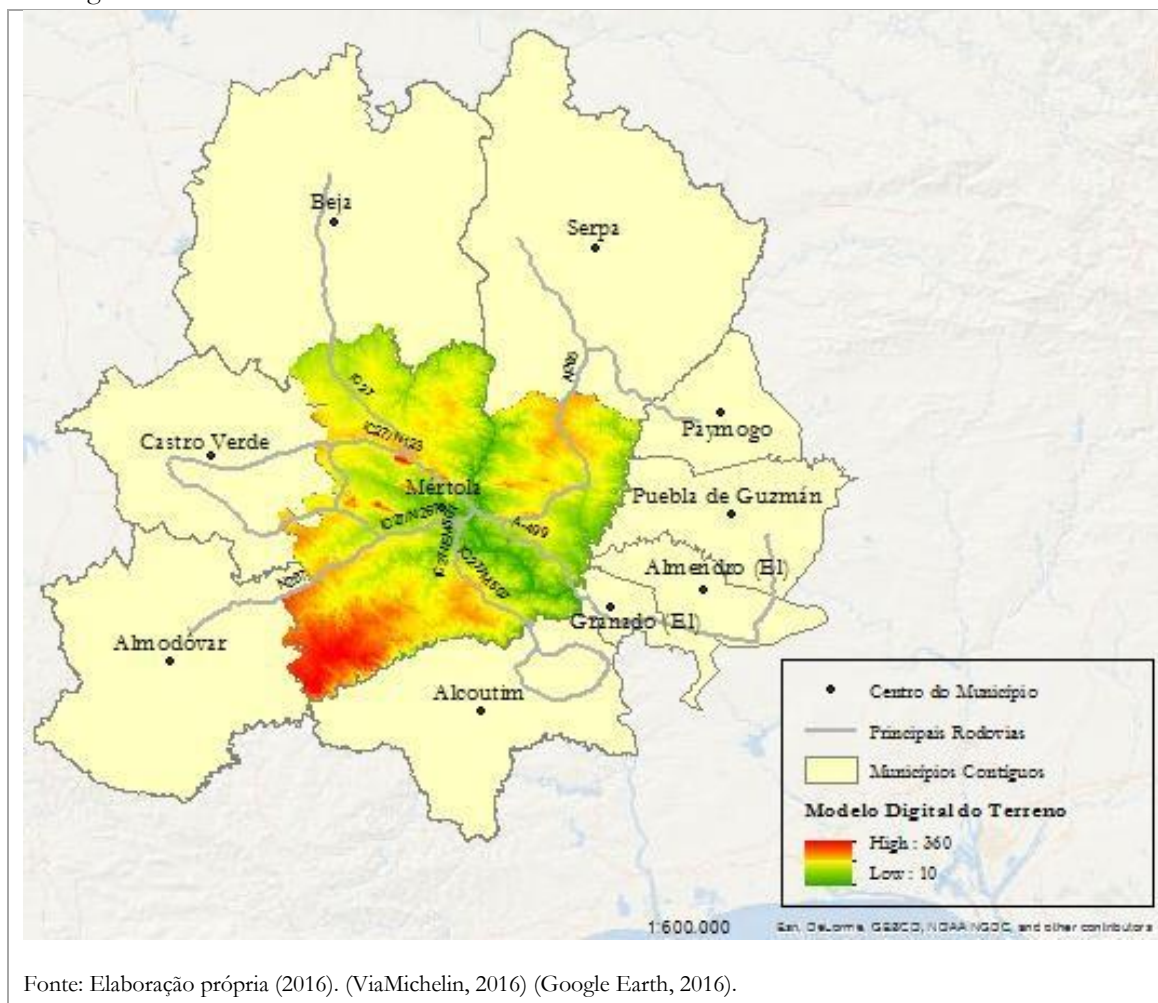 Beja
Serpa
IC27
Castro Verde
IC27/N123
Paymogo
Mértola
Puebla de Guzmán
A-499
Almendro (El)
N267
Granado (El)
Almodóvar
Alcoutim
Centro do Município
Principais Rodovias
Municípios Contíguos
Modelo Digital do Terreno
High : 360
Low : 10
1:600.000
Esri, DeLorme, GEBCO, NOAA NGDC, and other contributors
Fonte: Elaboração própria (2016). (ViaMichelin, 2016) (Google Earth, 2016).